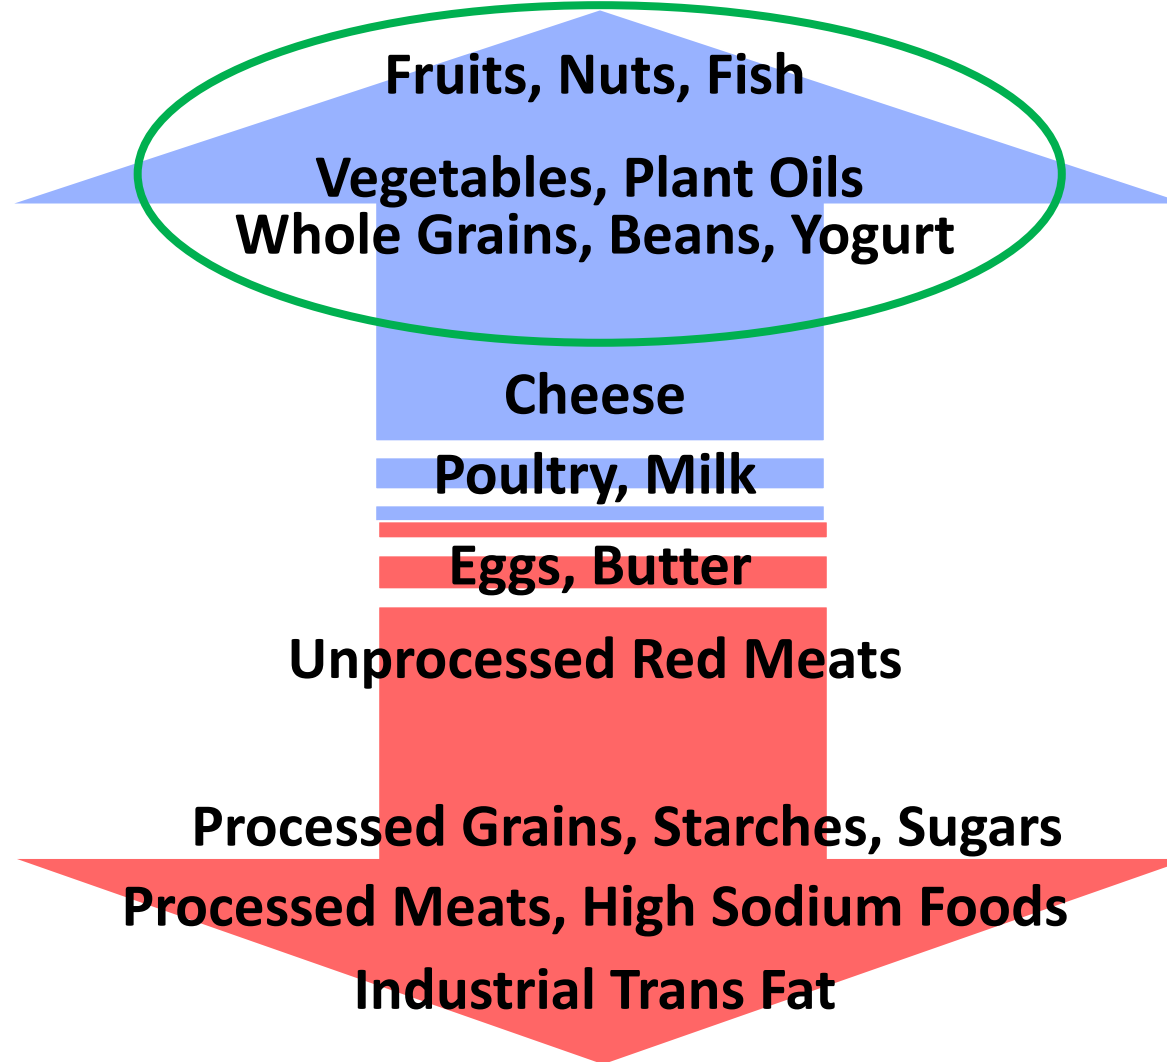 Fruits, Nuts, Fish
Vegetables, Plant Oils
Whole Grains, Beans, Yogurt
Cheese
Poultry, Milk
Eggs, Butter
Unprocessed Red Meats
Processed Grains, Starches, Sugars
Processed Meats, High Sodium Foods
Industrial Trans Fat